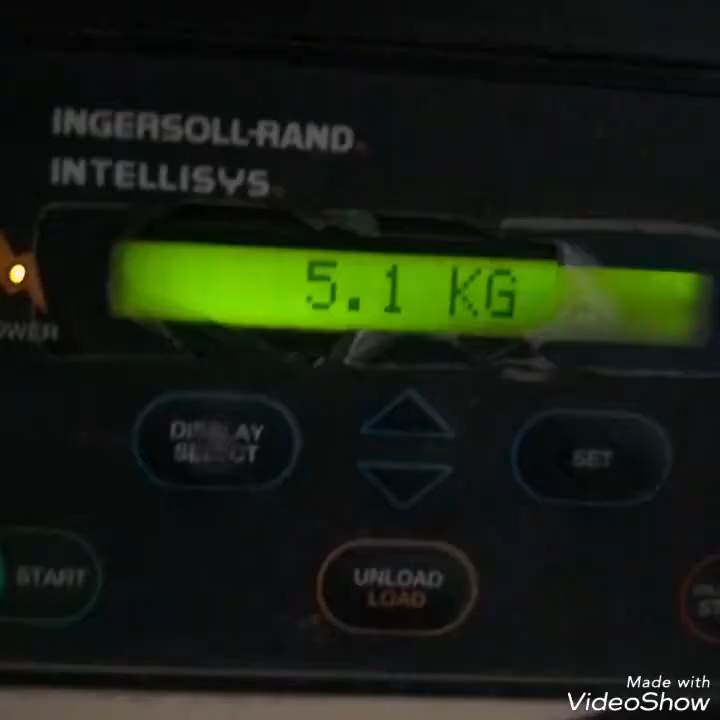 INGERSOLL-RAND
INTELLISYS
5.1 KG
DISPLAY
SELECT
SET
START
UNLOAD
LOAD
Made with
VideoShow